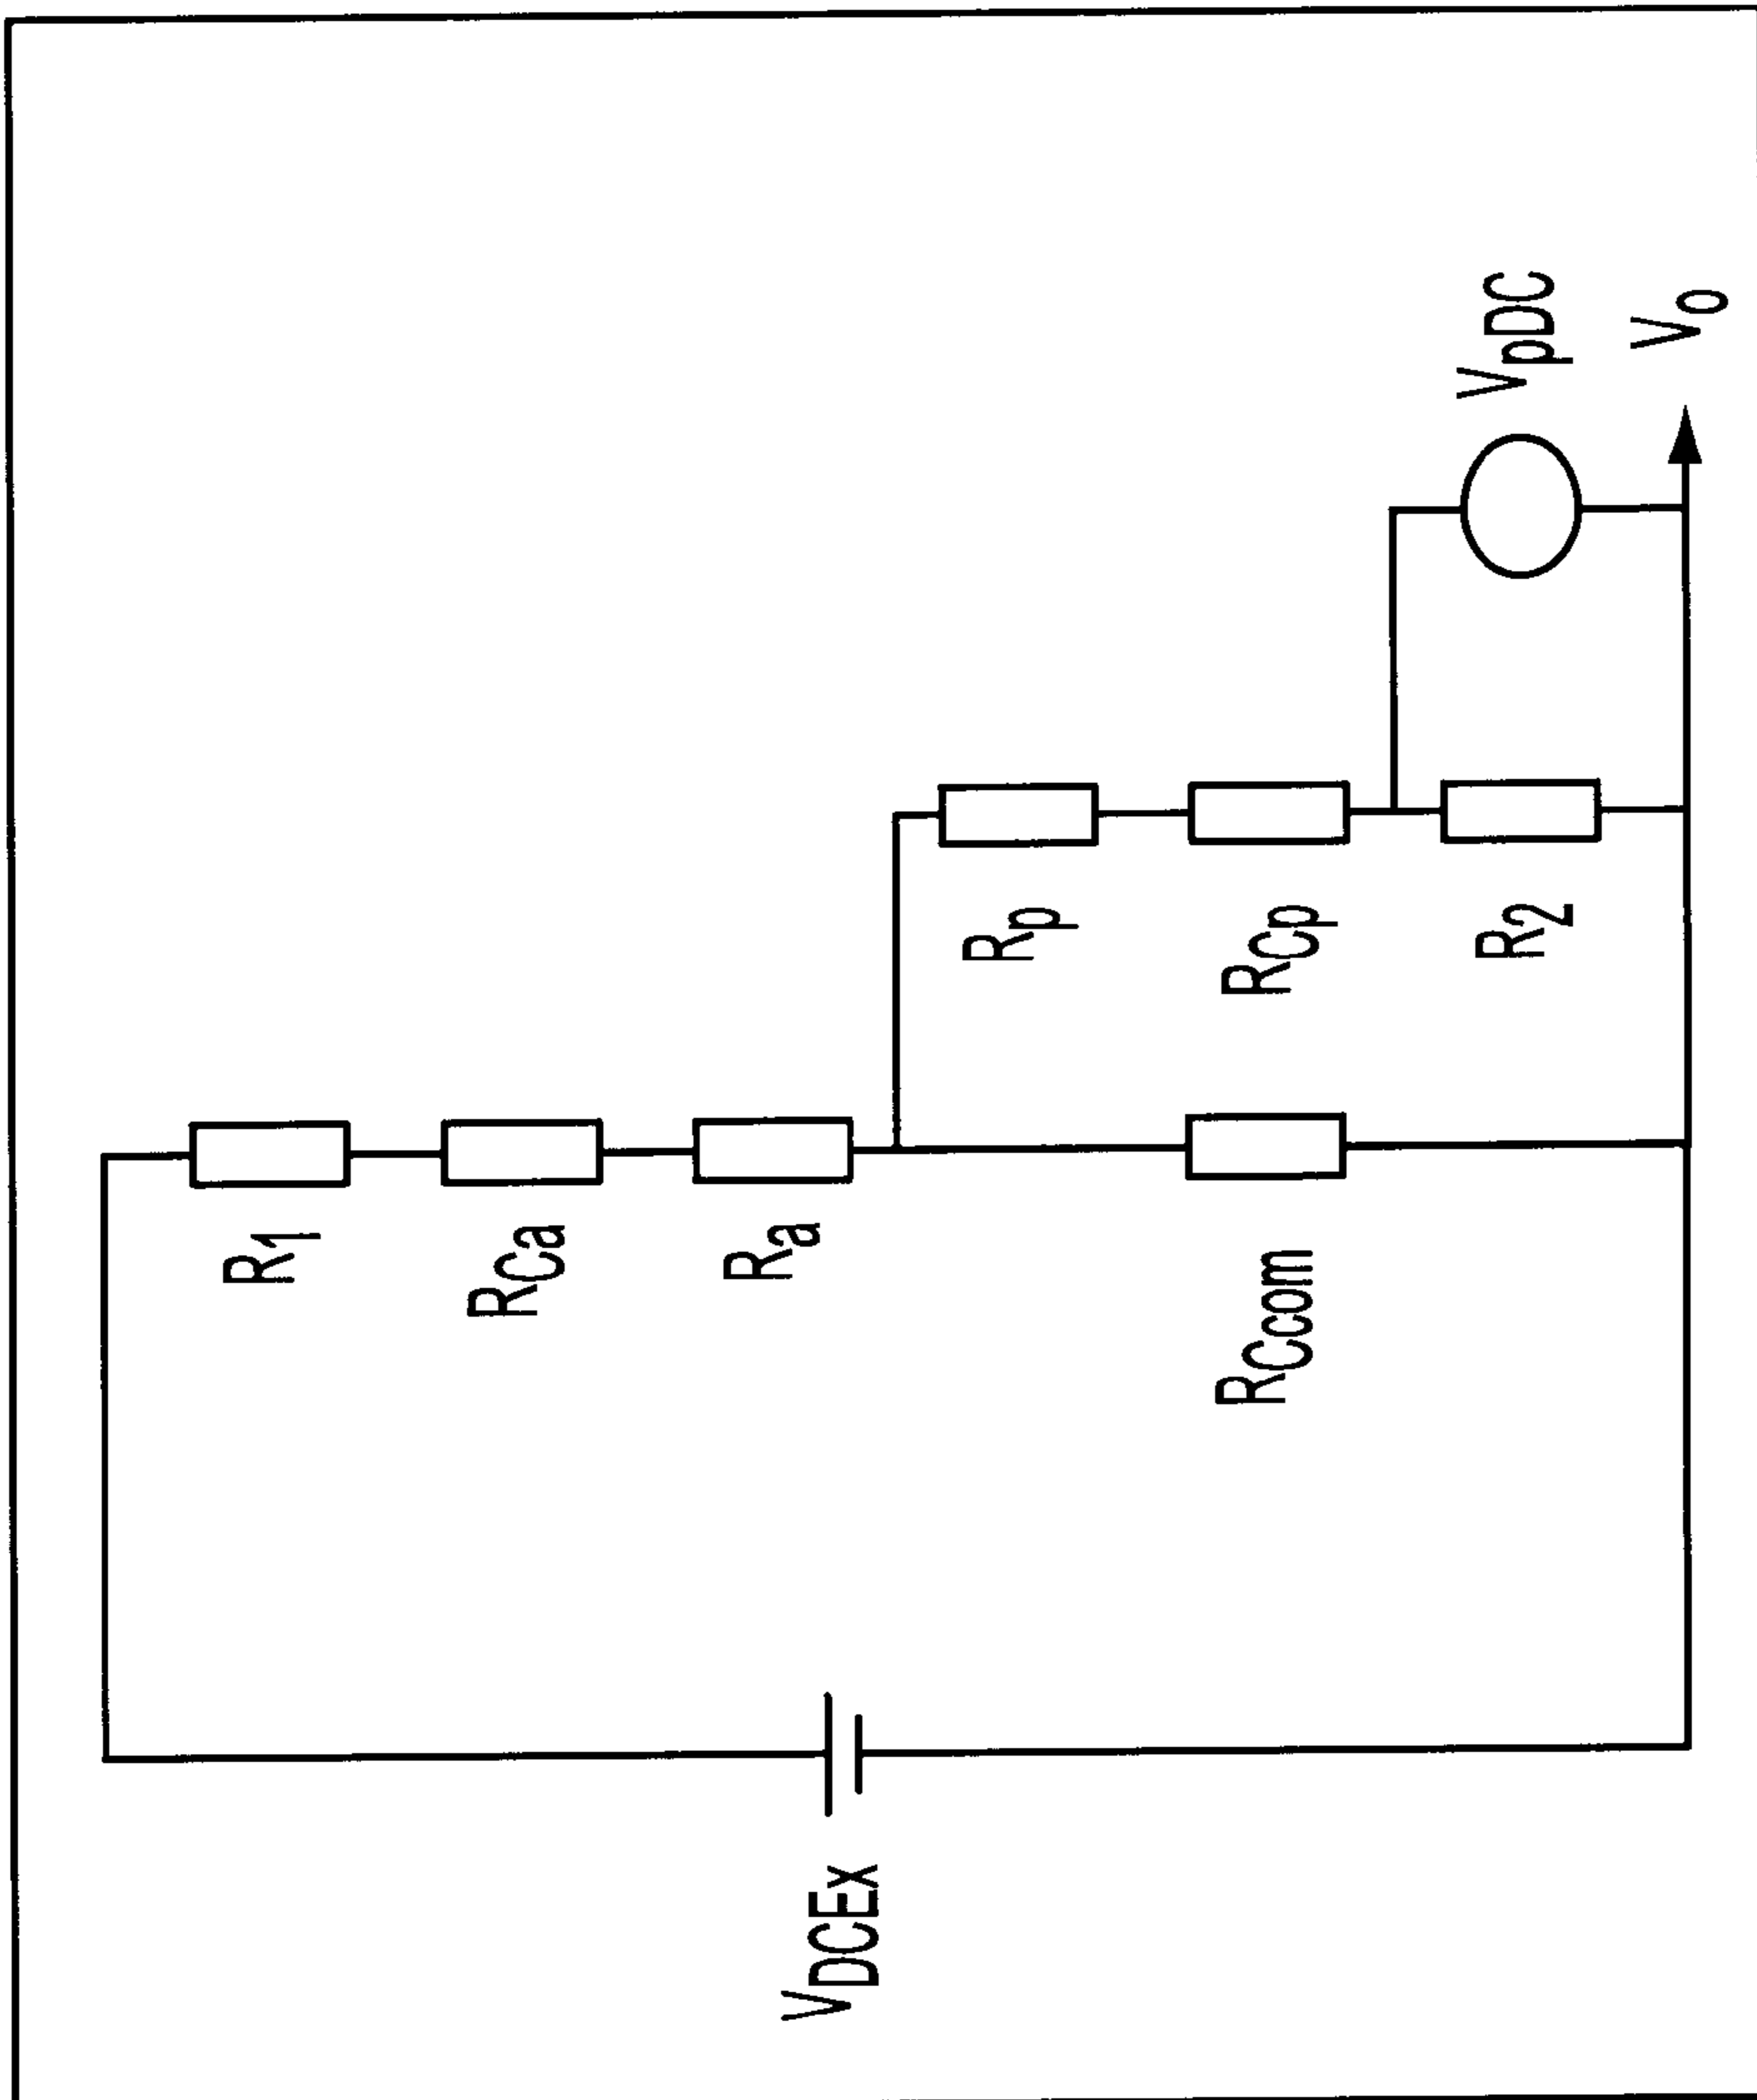 R1
RCa
Ra
RCcom
Rp
RCp
R2
VDCEx
VpDC
Vo